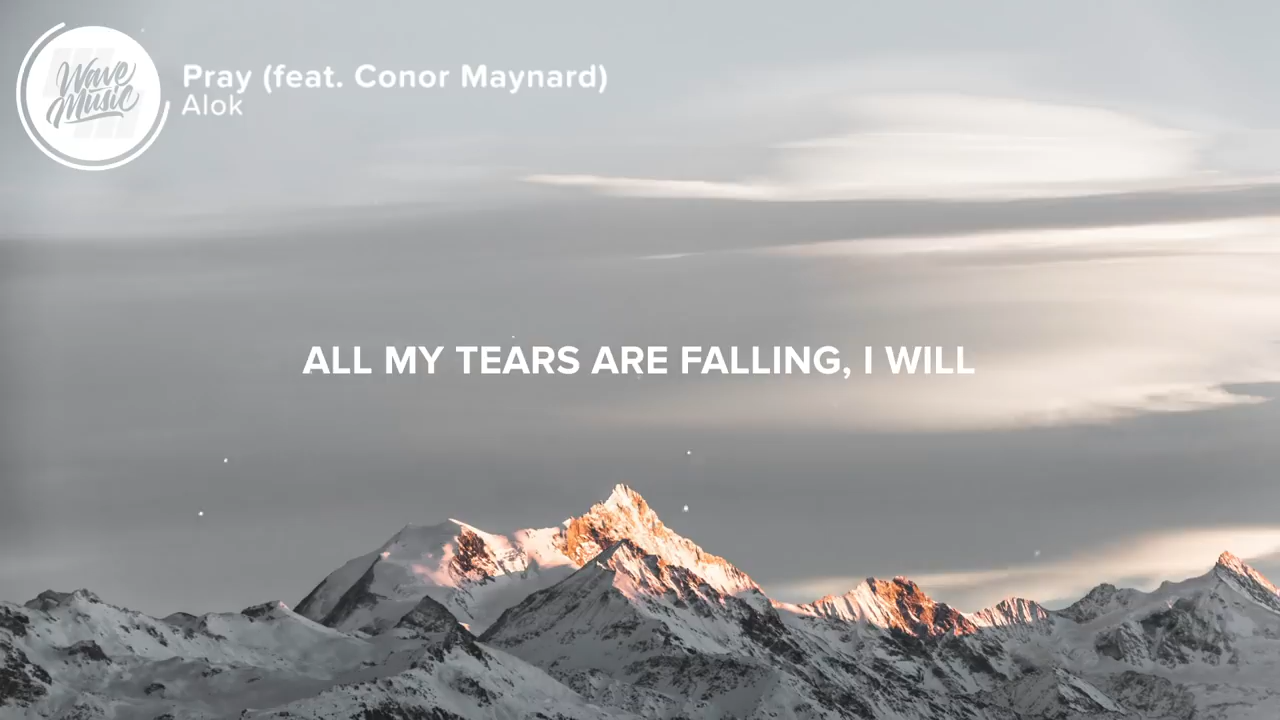 Wave
Music
Pray (feat. Conor Maynard)
Alok
ALL MY TEARS ARE FALLING, I WILL